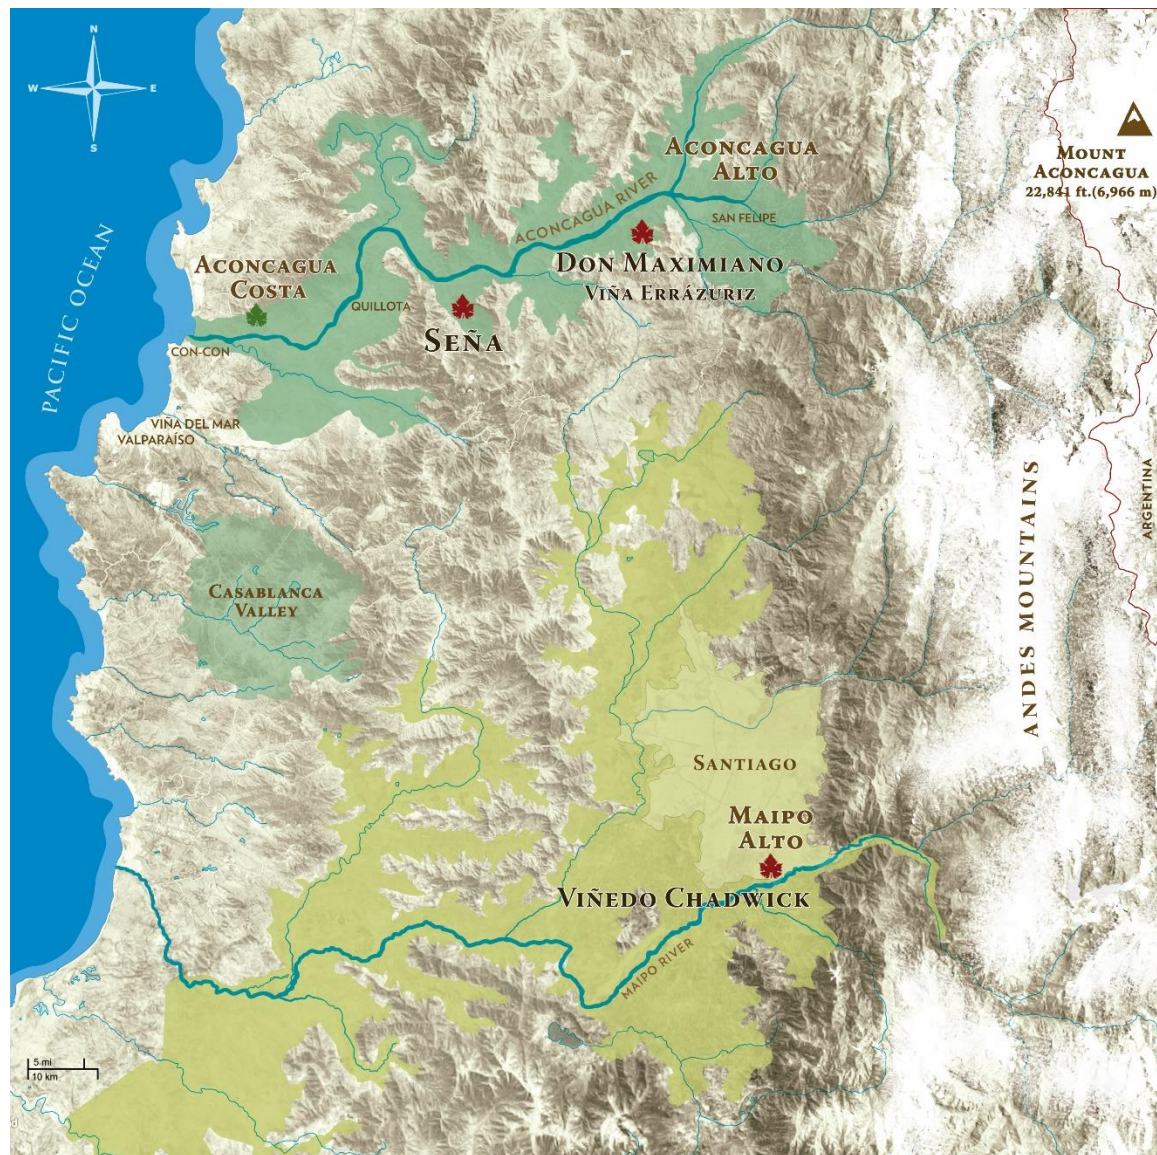 N
W
E
S
MOUNT
ACONCAGUA
22,841 ft.(6,966 m)
ACONCAGUA
ALTO
ACONCAGUA RIVER
SAN FELIPE
DON MAXIMIANO
VIÑA ERRÁZURIZ
PACIFIC OCEAN
ACONCAGUA
COSTA
QUILLOTA
SEÑA
CON-CON
VIÑA DEL MAR
VALPARAÍSO
ANDES MOUNTAINS
ARGENTINA
CASABLANCA
VALLEY
SANTIAGO
MAIPO
ALTO
VIÑEDO CHADWICK
MAIPO RIVER
5 mi
10 km